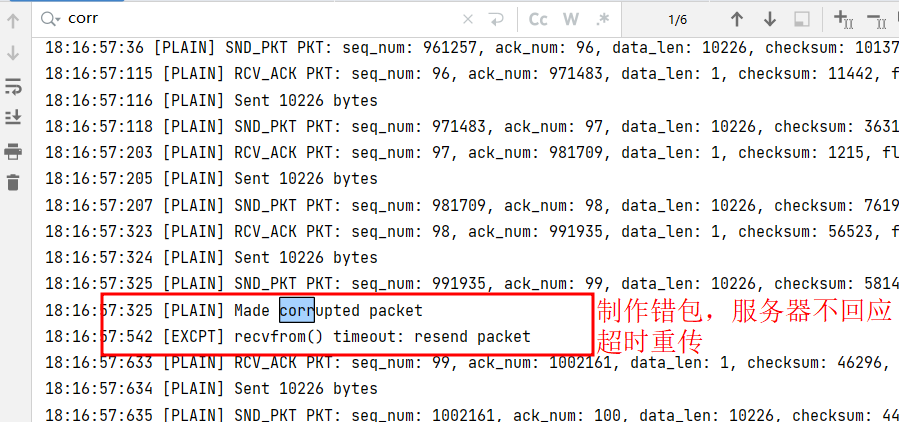 corr
Cc W .* 1/6
18:16:57:36 [PLAIN] SND_PKT PKT: seq_num: 961257, ack_num: 96, data_len: 10226, checksum: 10137
18:16:57:115 [PLAIN] RCV_ACK PKT: seq_num: 96, ack_num: 971483, data_len: 1, checksum: 11442, f
18:16:57:116 [PLAIN] Sent 10226 bytes
18:16:57:118 [PLAIN] SND_PKT PKT: seq_num: 971483, ack_num: 97, data_len: 10226, checksum: 3631
18:16:57:203 [PLAIN] RCV_ACK PKT: seq_num: 97, ack_num: 981709, data_len: 1, checksum: 1215, fl
18:16:57:205 [PLAIN] Sent 10226 bytes
18:16:57:207 [PLAIN] SND_PKT PKT: seq_num: 981709, ack_num: 98, data_len: 10226, checksum: 7619
18:16:57:323 [PLAIN] RCV_ACK PKT: seq_num: 98, ack_num: 991935, data_len: 1, checksum: 56523, f
18:16:57:324 [PLAIN] Sent 10226 bytes
18:16:57:325 [PLAIN] SND_PKT PKT: seq_num: 991935, ack_num: 99, data_len: 10226, checksum: 5814
18:16:57:325 [PLAIN] Made corrupted packet
制作错包，服务器不回应
18:16:57:542 [EXCPT] recvfrom() timeout: resend packet
超时重传
18:16:57:633 [PLAIN] RCV_ACK PKT: seq_num: 99, ack_num: 1002161, data_len: 1, checksum: 46296,
18:16:57:634 [PLAIN] Sent 10226 bytes
18:16:57:635 [PLAIN] SND_PKT PKT: seq_num: 1002161, ack_num: 100, data_len: 10226, checksum: 44